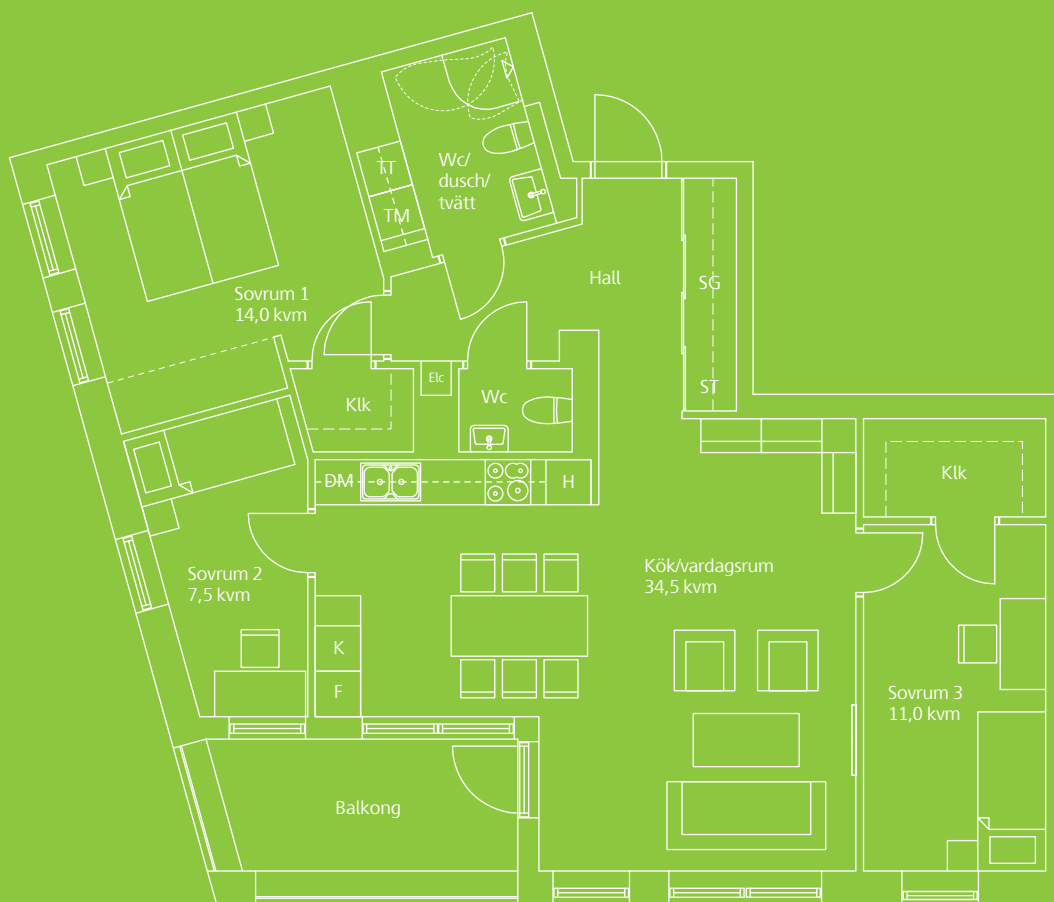 Wc/
dusch/
tvätt
TT
TM
Hall
SG
ST
Sovrum 1
14,0 kvm
Elc
Klk
Wc
DM
H
Klk
Kök/vardagsrum
34,5 kvm
Sovrum 2
7,5 kvm
K
F
Sovrum 3
11,0 kvm
Balkong